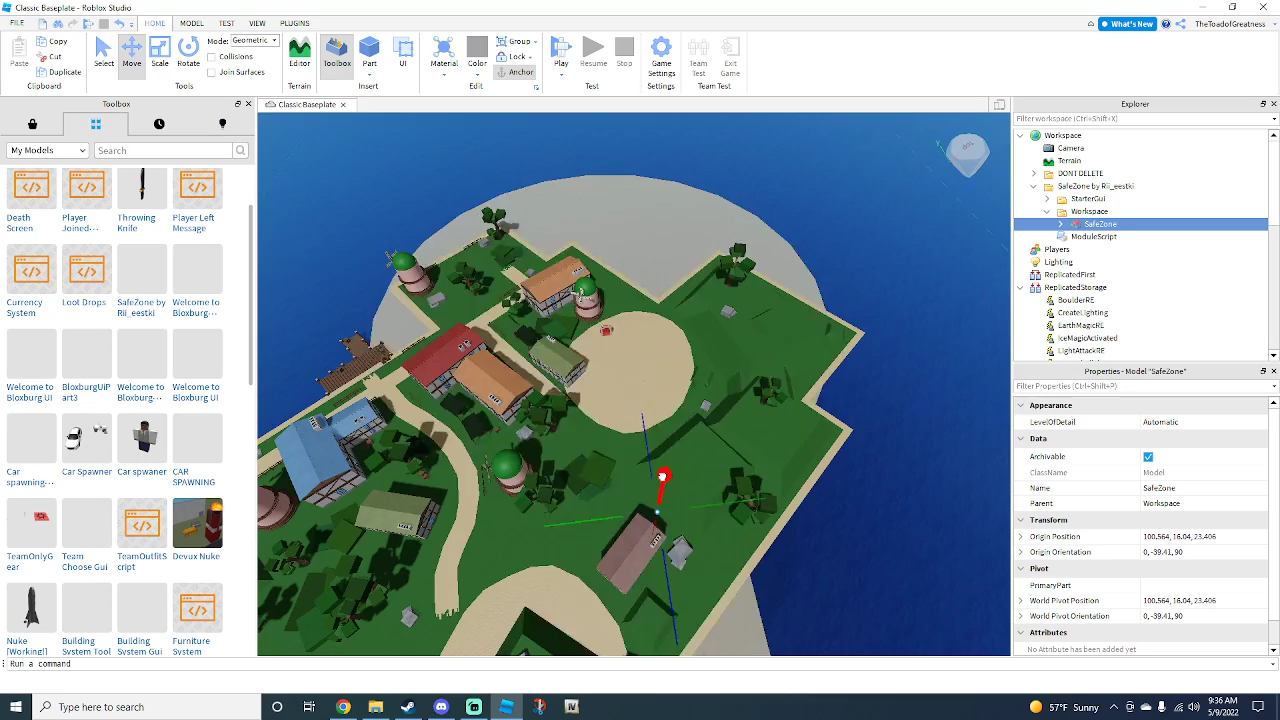 Classic Baseplate - Roblox Studio
FILE HOME MODEL TEST VIEW PLUGINS What's New TheToadofGreatness
Paste Copy Cut Duplicate Clipboard
Select Move Scale Rotate Mode: Geometric Collisions Join Surfaces Tools
Editor Terrain
Toolbox Part UI Insert
Material Color Group Lock Anchor Edit
Play Resume Stop Test
Game Settings Settings
Team Test Exit Game Team Test
Toolbox
My Models Search
Death Screen
Player Joined···
Throwing Knife
Player Left Message
Currency System
Loot Drops
SafeZone by Rii_eestki
Welcome to Bloxburg
Welcome to Bloxburg UI
BloxburgUiPart3
Welcome to Bloxburg UI
Welcome to Bloxburg UI
Car spawning···
Car Spawner
Car spwaner
CAR SPAWNING
TeamOnlyGear
Team Choose Gui
TeamOutfitScript
Devux Nuke
Nuke [Working!]
Building System Tool
Building System Gui
Furniture System
Classic Baseplate
Explorer
Filter workspace (Ctrl+Shift+X)
Workspace
Camera
Terrain
DONT DELETE
SafeZone by Rii_eestki
StarterGui
Workspace
SafeZone
ModuleScript
Players
Lighting
ReplicatedFirst
ReplicatedStorage
BoulderRE
CreateLighting
EarthMagicRE
IceMagicActivated
LightAttackRE
Properties - Model "SafeZone"
Filter Properties (Ctrl+Shift+P)
Appearance
LevelOfDetail Automatic
Data
Archivable
ClassName Model
Name SafeZone
Parent Workspace
Transform
Origin Position 100.564, 16.04, 23.406
Origin Orientation 0, -39.41, 90
Pivot
PrimaryPart
World Pivot Position 100.564, 16.04, 23.406
World Pivot Orientation 0, -39.41, 90
Attributes
No Attribute has been added yet
Run a command
Type here to search
57°F Sunny
9:36 AM
5/9/2022